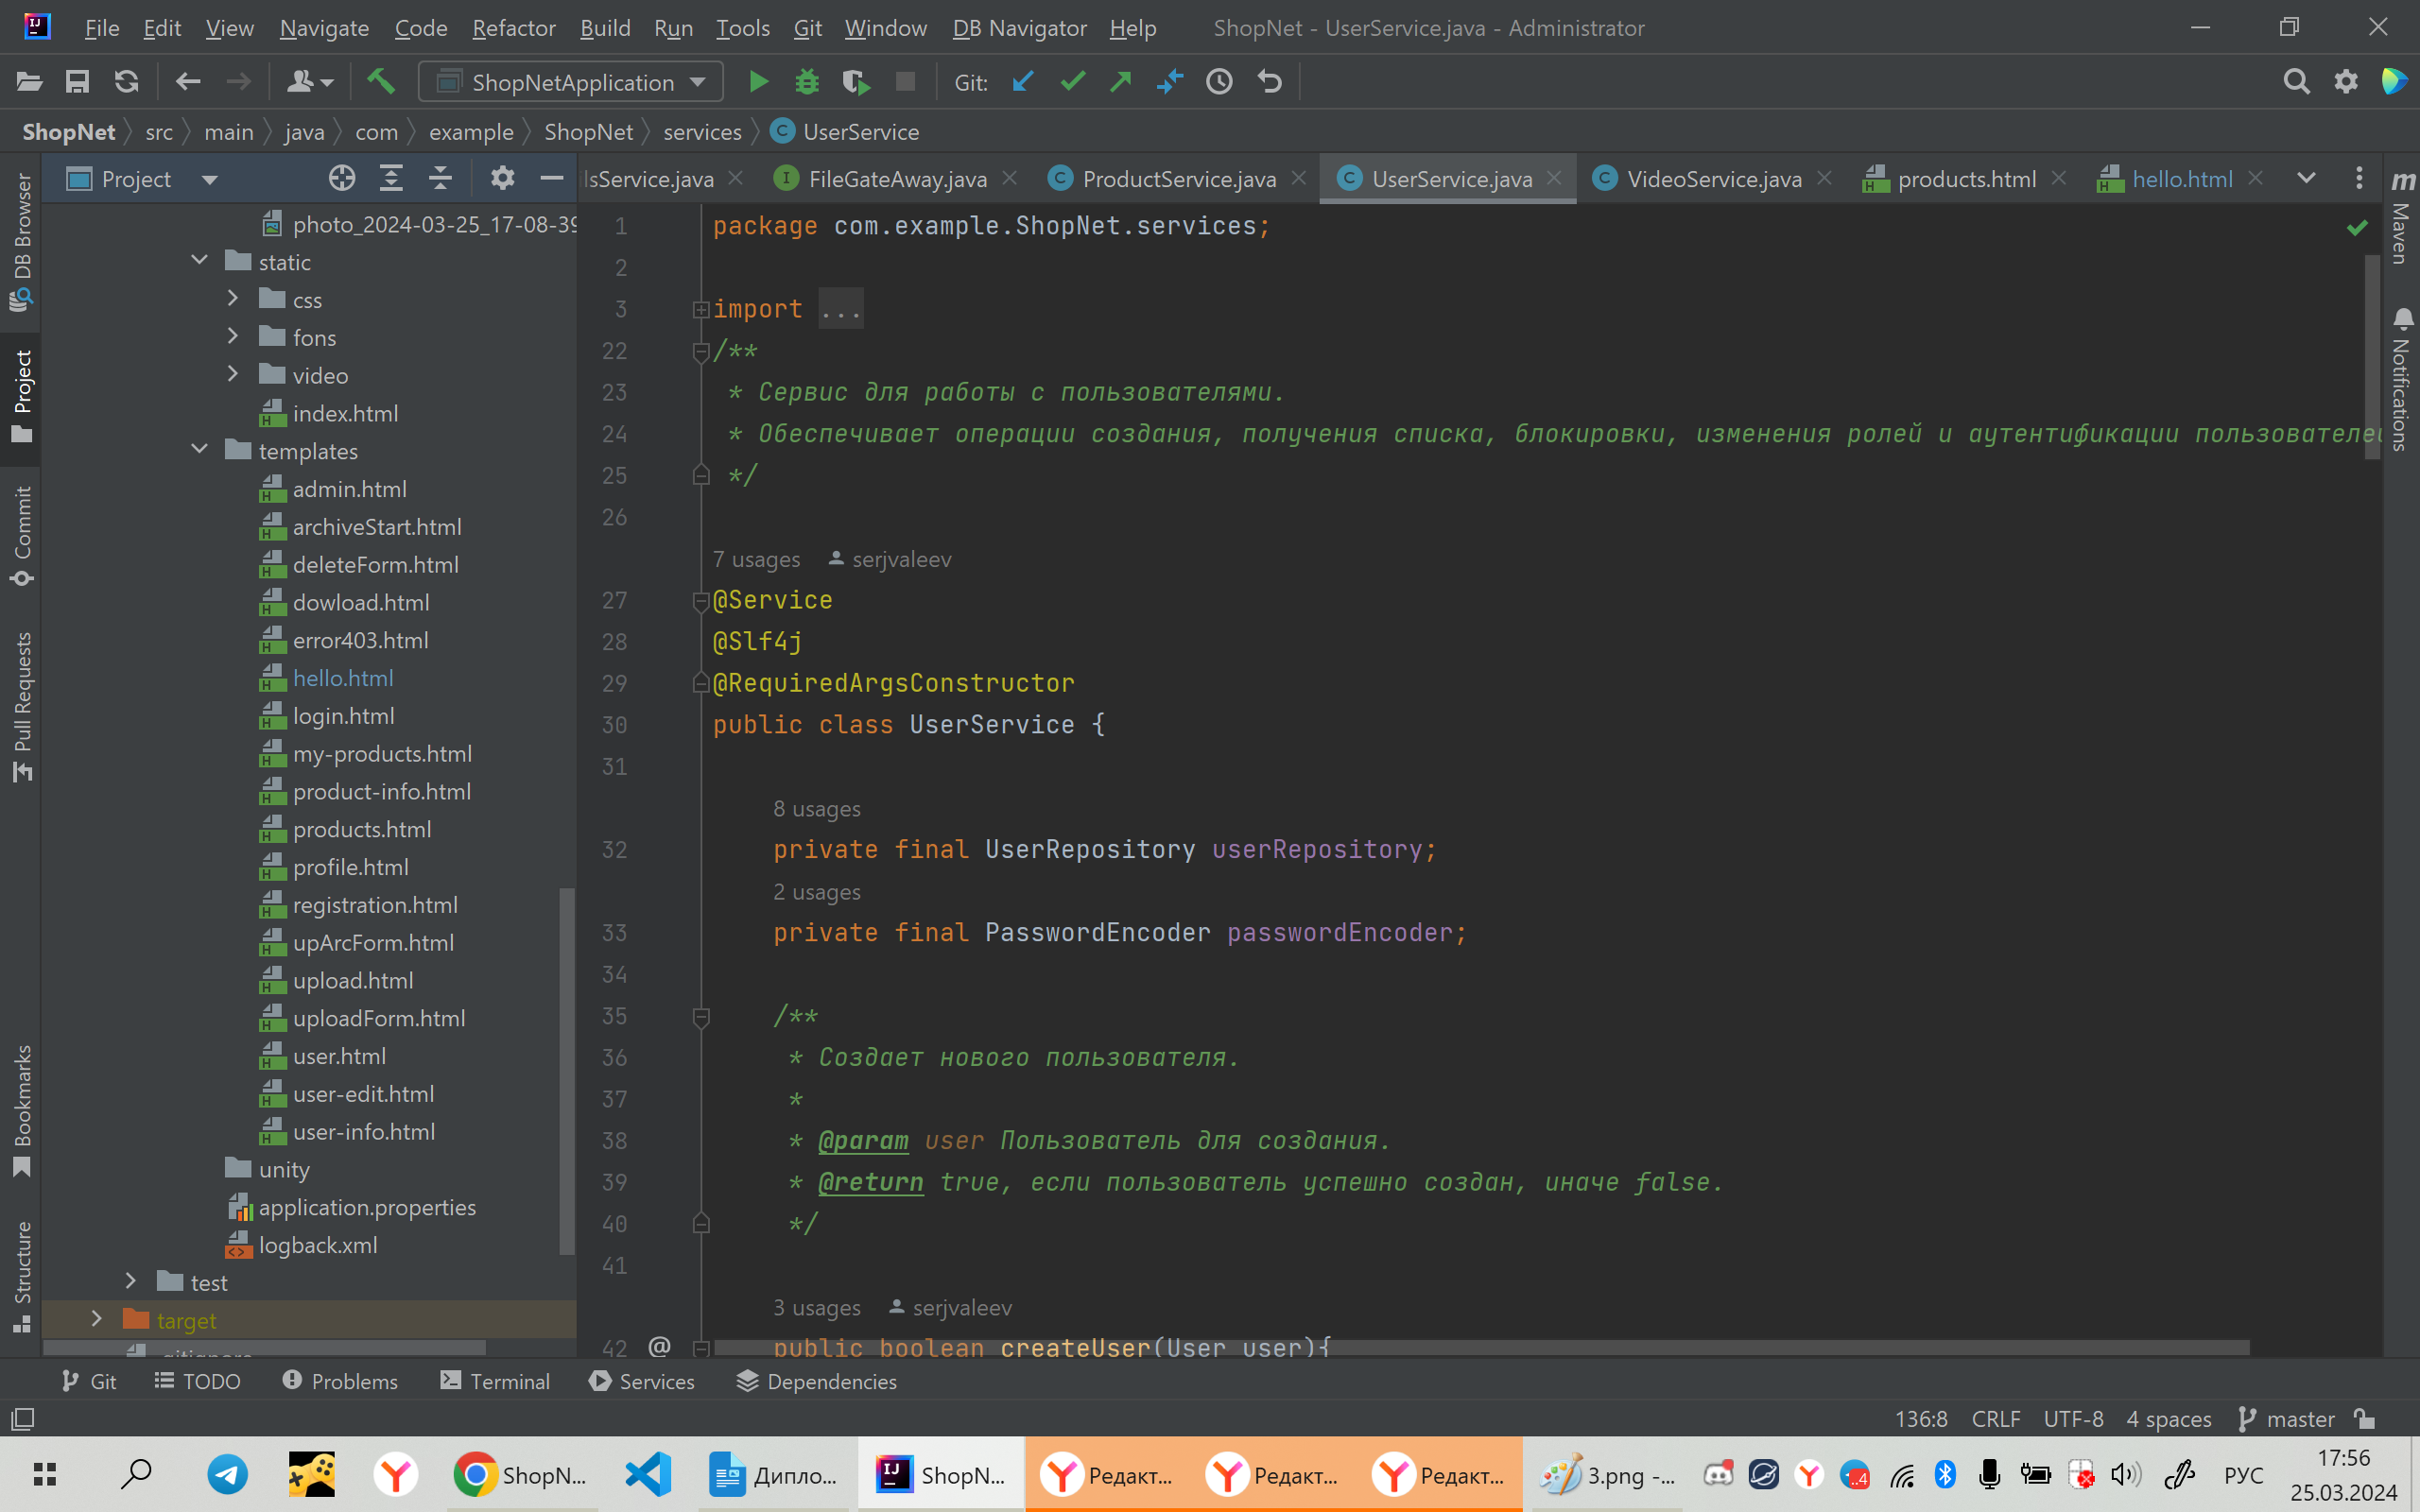 File Edit View Navigate Code Refactor Build Run Tools Git Window DB Navigator Help ShopNet - UserService.java - Administrator
ShopNetApplication Git:
ShopNet src main java com example ShopNet services UserService
Project
lsService.java FileGateAway.java ProductService.java UserService.java VideoService.java products.html hello.html
DB Browser
Project
Commit
Pull Requests
Bookmarks
Structure
photo_2024-03-25_17-08-39
static
css
fons
video
index.html
templates
admin.html
archiveStart.html
deleteForm.html
dowload.html
error403.html
hello.html
login.html
my-products.html
product-info.html
products.html
profile.html
registration.html
upArcForm.html
upload.html
uploadForm.html
user.html
user-edit.html
user-info.html
unity
application.properties
logback.xml
test
target
.gitignore
1 package com.example.ShopNet.services;
2
3 import ...
22 /**
23 * Сервис для работы с пользователями.
24 * Обеспечивает операции создания, получения списка, блокировки, изменения ролей и аутентификации пользователей
25 */
26
7 usages serjvaleev
27 @Service
28 @Slf4j
29 @RequiredArgsConstructor
30 public class UserService {
31
8 usages
32 private final UserRepository userRepository;
2 usages
33 private final PasswordEncoder passwordEncoder;
34
35 /**
36 * Создает нового пользователя.
37 *
38 * @param user Пользователь для создания.
39 * @return true, если пользователь успешно создан, иначе false.
40 */
41
3 usages serjvaleev
42 @ public boolean createUser(User user){
m Maven
Notifications
Git TODO Problems Terminal Services Dependencies
136:8 CRLF UTF-8 4 spaces master
ShopN... Дипло... ShopN... Редакт... Редакт... Редакт... 3.png -... РУС 17:56
25.03.2024